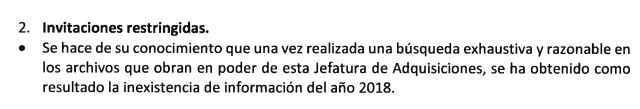 2. Invitaciones restringidas.
• Se hace de su conocimiento que una vez realizada una búsqueda exhaustiva y razonable en
los archivos que obran en poder de esta Jefatura de Adquisiciones, se ha obtenido como
resultado la inexistencia de información del año 2018.